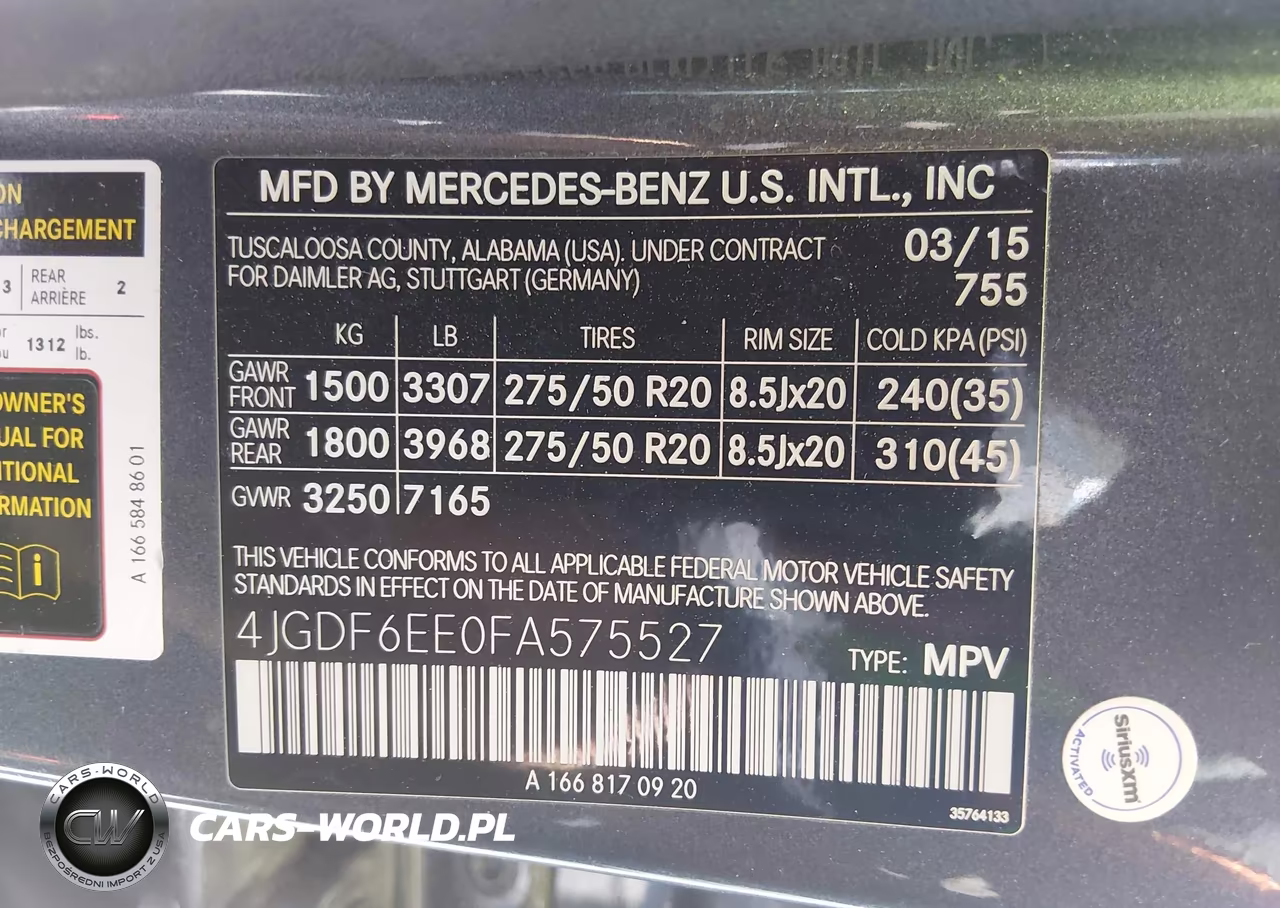 ON
CHARGEMENT
3 REAR ARRIÈRE 2
1312 lbs. lb.
OWNER'S
UAL FOR
ITIONAL
RMATION
A 166 584 86 01
MFD BY MERCEDES-BENZ U.S. INTL., INC
TUSCALOOSA COUNTY, ALABAMA (USA). UNDER CONTRACT 03/15
FOR DAIMLER AG, STUTTGART (GERMANY) 755
KG LB TIRES RIM SIZE COLD KPA (PSI)
GAWR FRONT 1500 3307 275/50 R20 8.5Jx20 240(35)
GAWR REAR 1800 3968 275/50 R20 8.5Jx20 310(45)
GVWR 3250 7165
THIS VEHICLE CONFORMS TO ALL APPLICABLE FEDERAL MOTOR VEHICLE SAFETY
STANDARDS IN EFFECT ON THE DATE OF MANUFACTURE SHOWN ABOVE.
4JGDF6EE0FA575527 TYPE: MPV
A 166 817 09 20
35764133
SiriusXm
ACTIVATED
CARS-WORLD
CW
BEZPOŚREDNI IMPORT Z USA
CARS-WORLD.PL